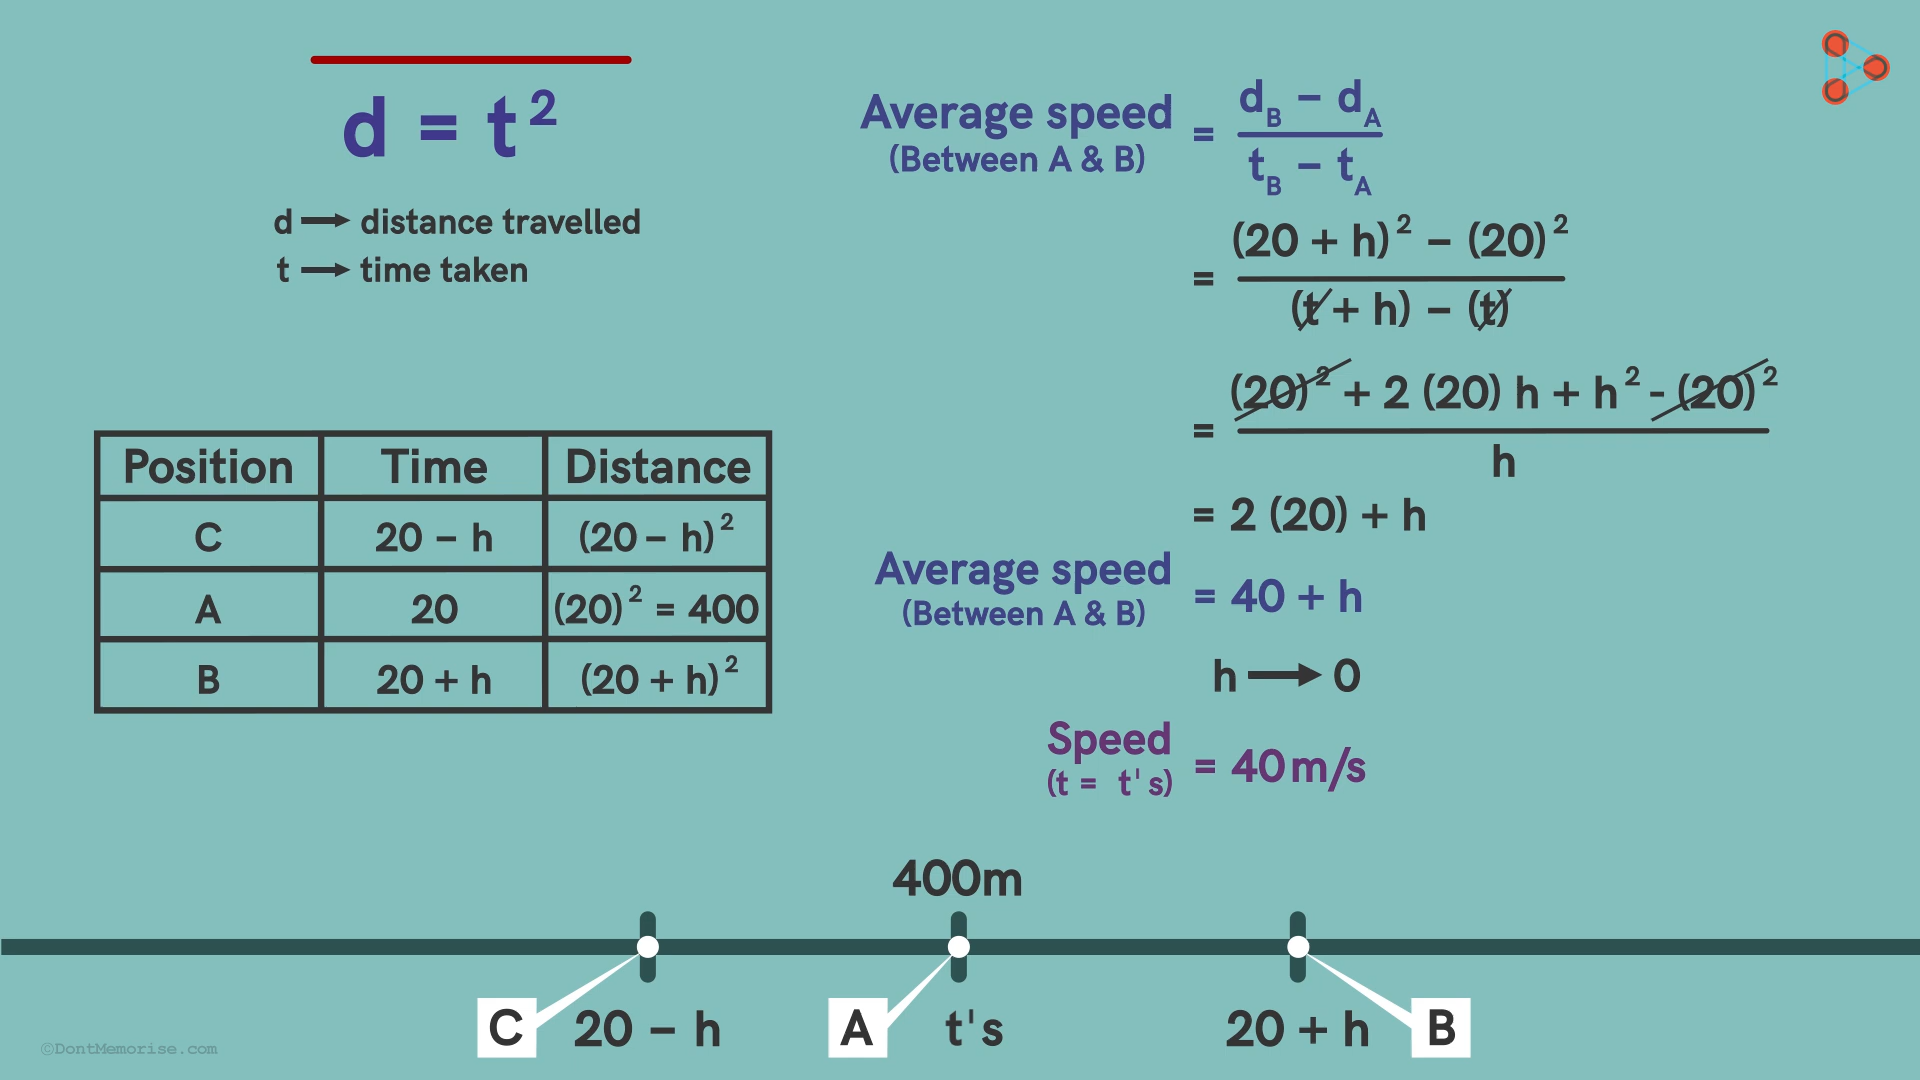 d = t²
d → distance travelled
t → time taken
Position Time Distance
C 20 – h (20 – h)²
A 20 (20)² = 400
B 20 + h (20 + h)²
Average speed = d_B – d_A / t_B – t_A
(Between A & B)
= (20 + h)² – (20)² / (t + h) – (t)
= (20)² + 2 (20) h + h² - (20)² / h
= 2 (20) + h
Average speed = 40 + h
(Between A & B)
h → 0
Speed = 40 m/s
(t = t's)
400m
C 20 – h A t's 20 + h B
©DontMemorise.com